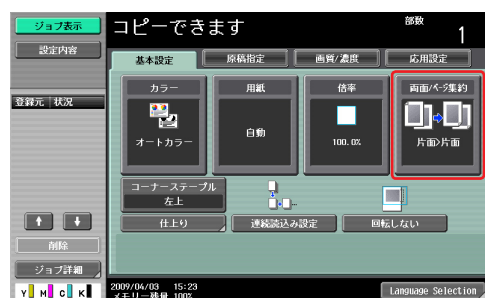 ジョブ表示
設定内容
登録元 状況
削除
ジョブ詳細
Y M C K
コピーできます
部数
1
基本設定 原稿指定 画質/濃度 応用設定
カラー 用紙 倍率 両面/ページ集約
オートカラー 自動 100.0% 片面>片面
コーナーステープル
左上
仕上り 連続読込み設定 回転しない
2009/04/03 15:23
メモリー残量 100%
Language Selection